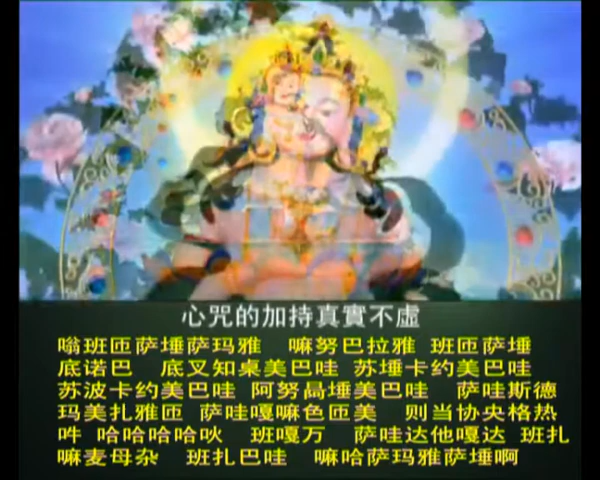 心咒的加持真實不虛
嗡班匝萨埵萨玛雅 嘛努巴拉雅 班匝萨埵
底诺巴 底叉知桌美巴哇 苏埵卡约美巴哇
苏波卡约美巴哇 阿努晑埵美巴哇 萨哇斯德
玛美扎雅匝 萨哇嘎嘛色匝美 则当协央格热
吽 哈哈哈哈吙 班嘎万 萨哇达他嘎达 班扎
嘛麦母杂 班扎巴哇 嘛哈萨玛雅萨埵啊